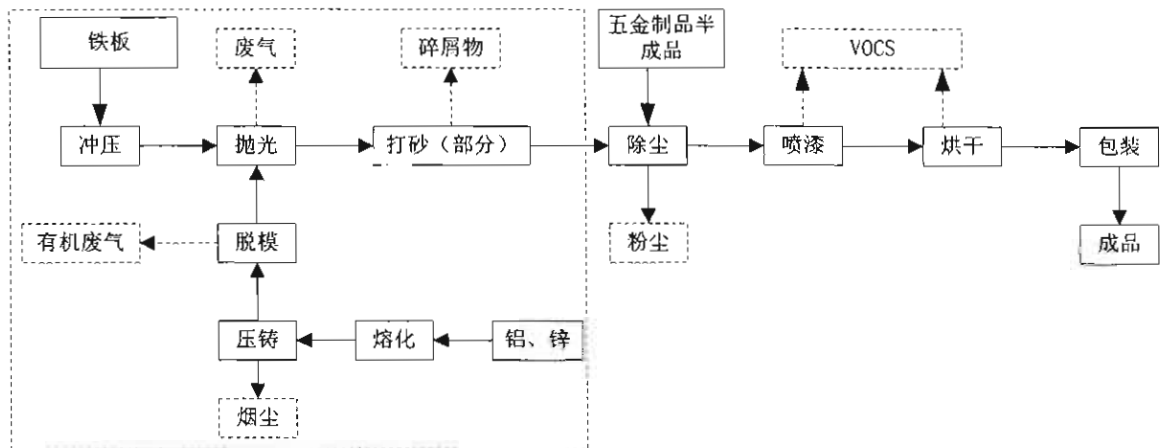 铁板
废气
碎屑物
五金制品半
成品
VOCS
冲压
抛光
打砂（部分）
除尘
喷漆
烘干
包装
有机废气
脱模
粉尘
成品
压铸
熔化
铝、锌
烟尘